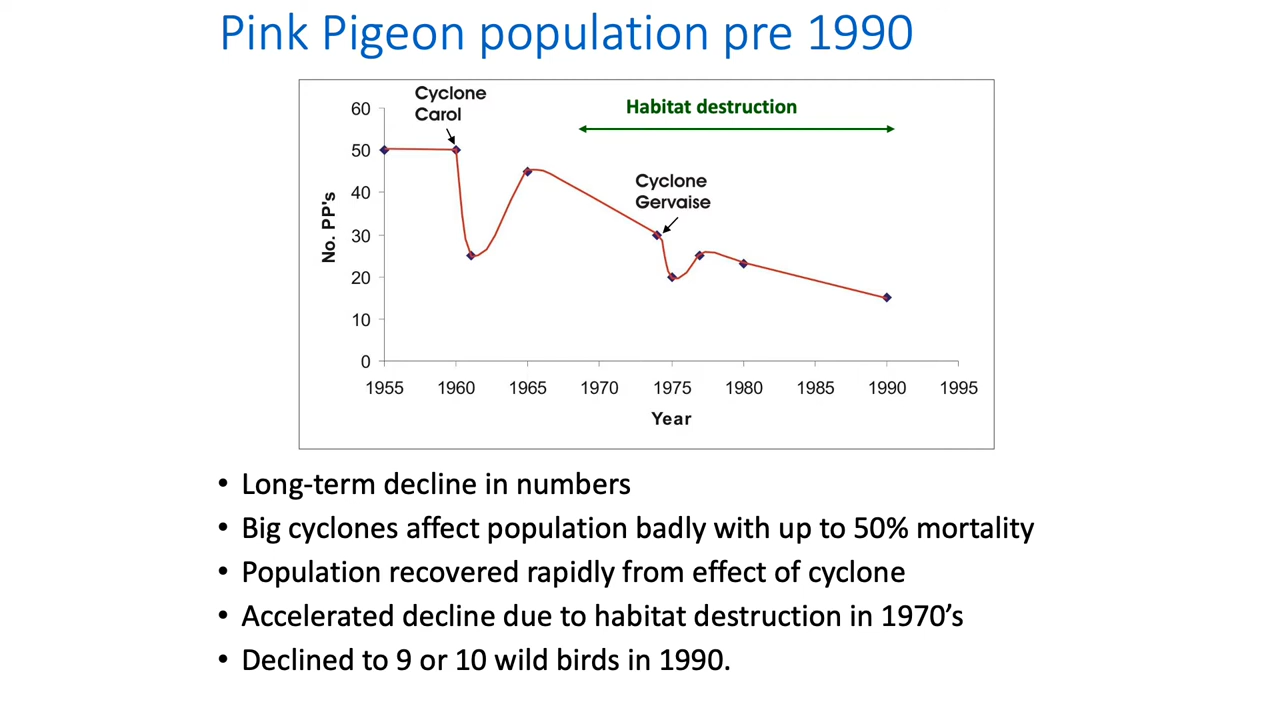 Pink Pigeon population pre 1990
Cyclone
Carol
Habitat destruction
Cyclone
Gervaise
60
50
40
30
20
10
0
No. PP's
1955 1960 1965 1970 1975 1980 1985 1990 1995
Year
• Long-term decline in numbers
• Big cyclones affect population badly with up to 50% mortality
• Population recovered rapidly from effect of cyclone
• Accelerated decline due to habitat destruction in 1970’s
• Declined to 9 or 10 wild birds in 1990.